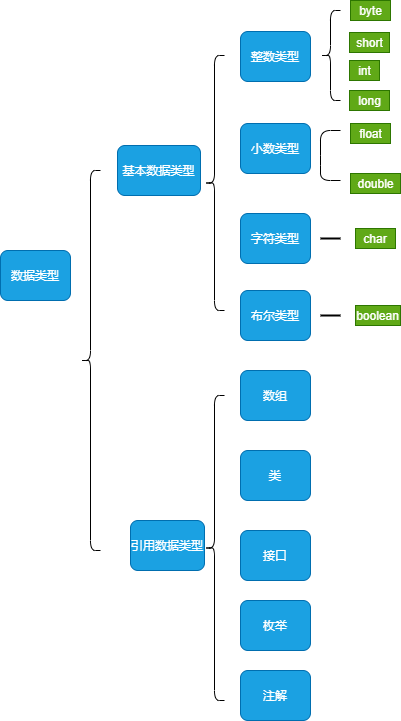 数据类型
基本数据类型
整数类型
byte
short
int
long
小数类型
float
double
字符类型
char
布尔类型
boolean
引用数据类型
数组
类
接口
枚举
注解